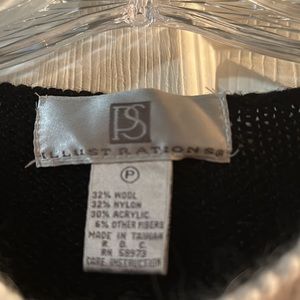 PS
ILLUSTRATIONS®
P
32% WOOL
32% NYLON
30% ACRYLIC
6% OTHER FIBERS
MADE IN TAIWAN
R. O. C.
RN 58973
CARE INSTRUCTION